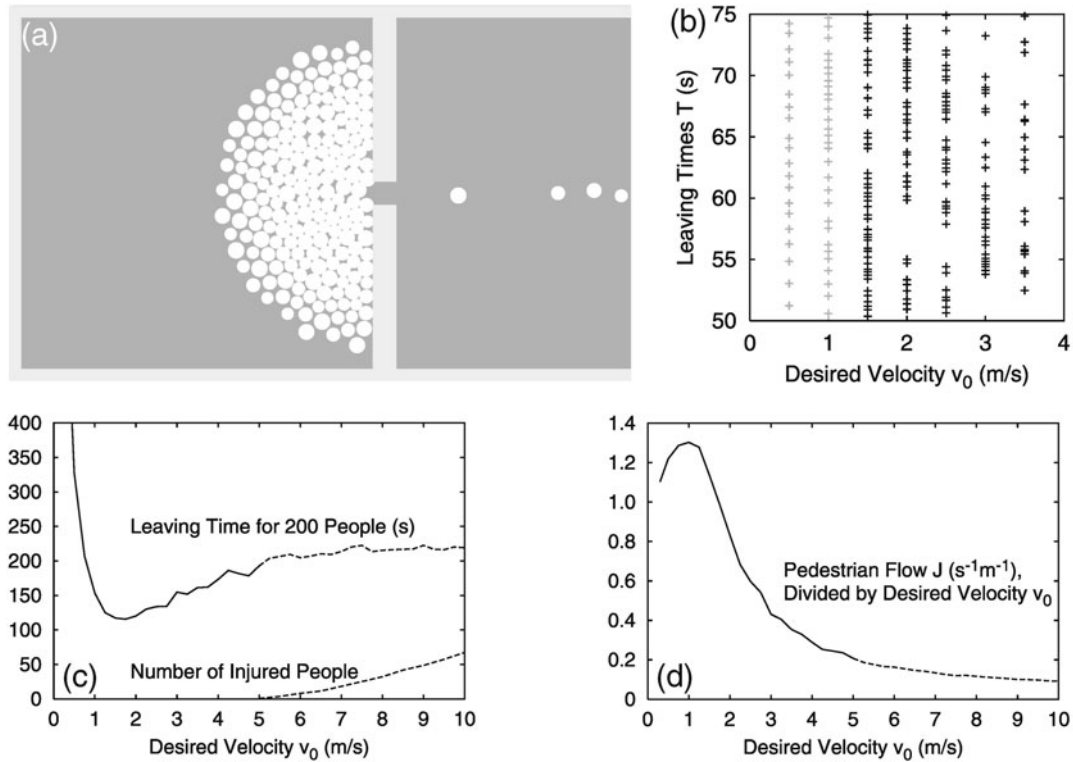 (a)
(b)
75
70
65
60
55
50
Leaving Times T (s)
0 1 2 3 4
Desired Velocity v₀ (m/s)
400
350
300
250
200
150
100
50
0
Leaving Time for 200 People (s)
Number of Injured People
(c)
0 1 2 3 4 5 6 7 8 9 10
Desired Velocity v₀ (m/s)
1.4
1.2
1
0.8
0.6
0.4
0.2
0
Pedestrian Flow J (s⁻¹m⁻¹),
Divided by Desired Velocity v₀
(d)
0 1 2 3 4 5 6 7 8 9 10
Desired Velocity v₀ (m/s)